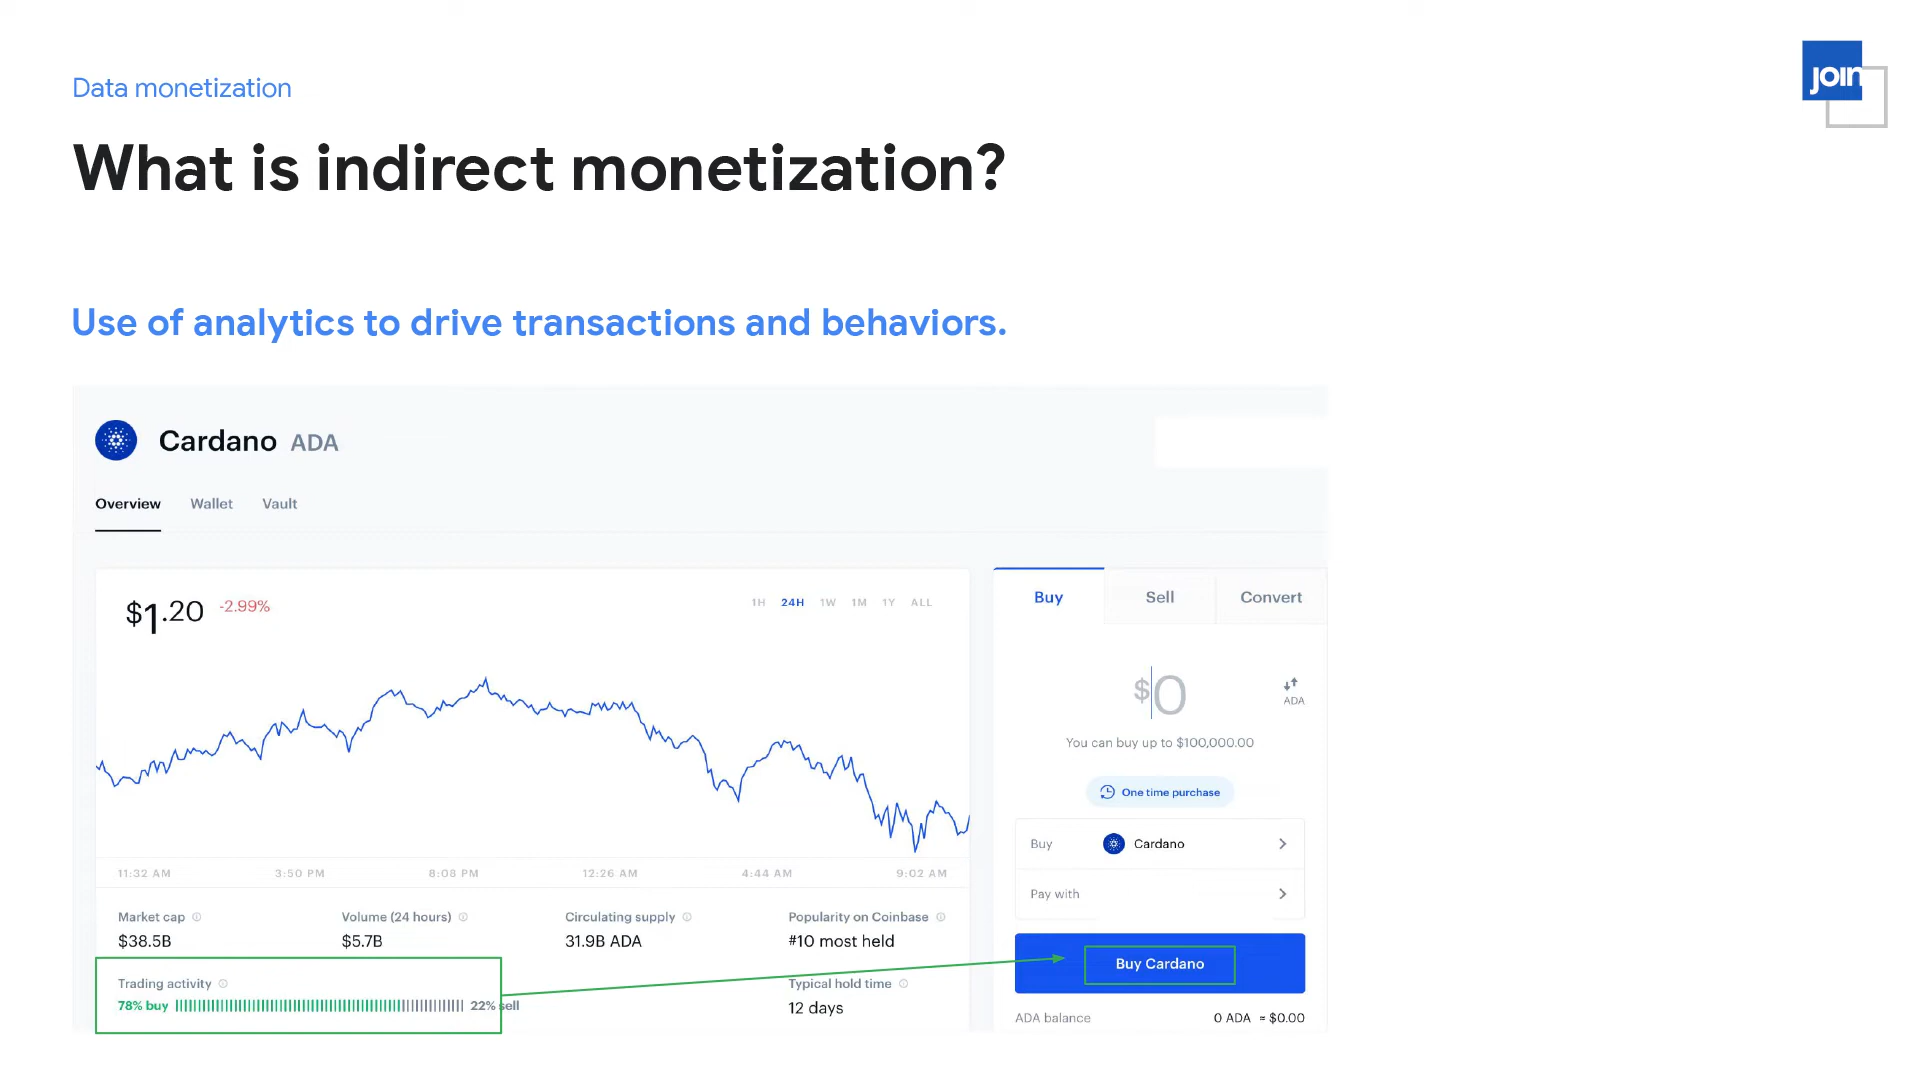 join
Data monetization
What is indirect monetization?
Use of analytics to drive transactions and behaviors.
Cardano ADA
Overview Wallet Vault
$1.20 -2.99%
1H 24H 1W 1M 1Y ALL
11:32 AM 3:50 PM 8:08 PM 12:26 AM 4:44 AM 9:02 AM
Market cap Volume (24 hours) Circulating supply Popularity on Coinbase
$38.5B $5.7B 31.9B ADA #10 most held
Trading activity Typical hold time
78% buy 22% sell 12 days
Buy Sell Convert
$0
ADA
You can buy up to $100,000.00
One time purchase
Buy Cardano
Pay with
Buy Cardano
ADA balance 0 ADA ≈ $0.00